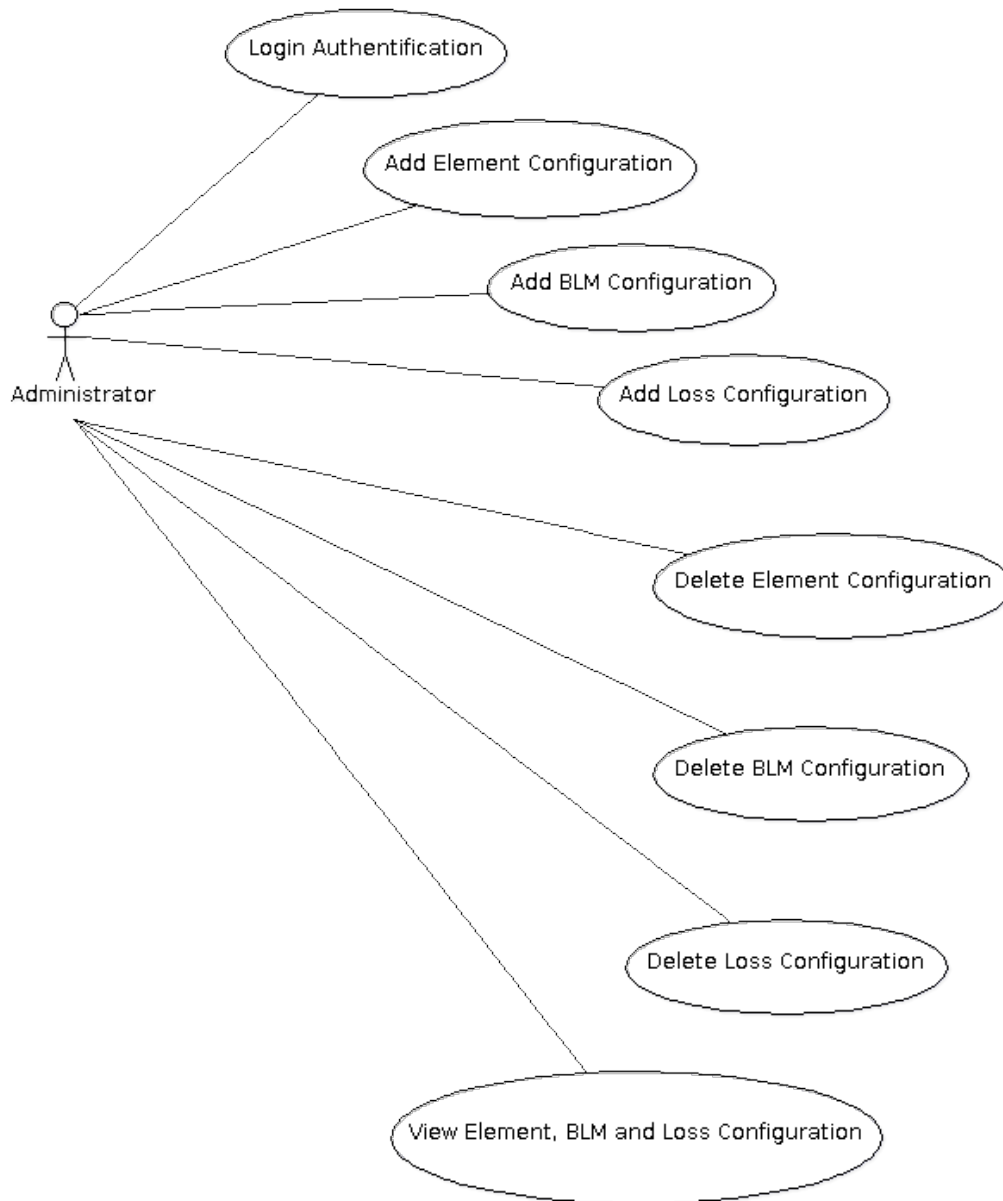 Login Authentification
Add Element Configuration
Add BLM Configuration
Add Loss Configuration
Administrator
Delete Element Configuration
Delete BLM Configuration
Delete Loss Configuration
View Element, BLM and Loss Configuration